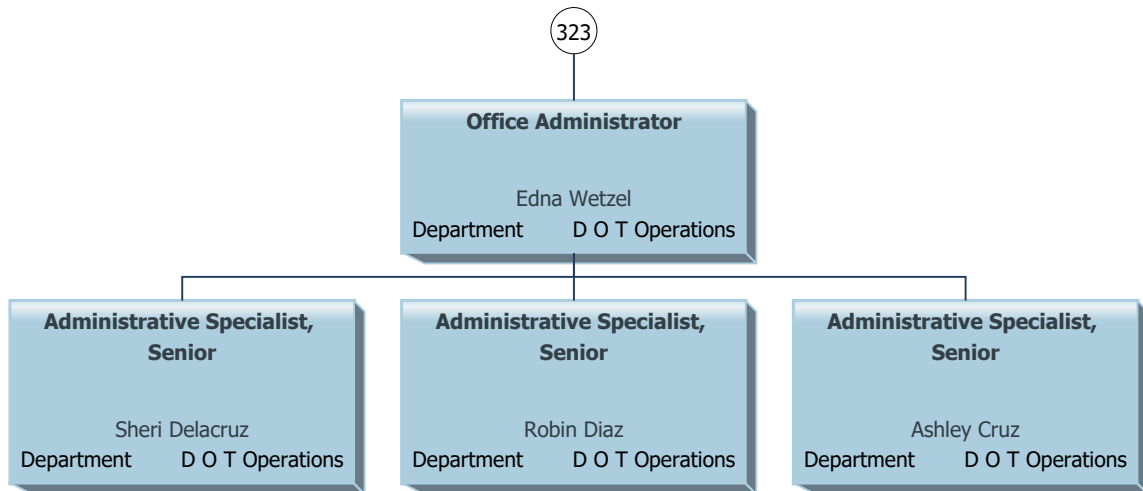 323
Office Administrator
Edna Wetzel
Department D O T Operations
Administrative Specialist,
Senior
Sheri Delacruz
Department D O T Operations
Administrative Specialist,
Senior
Robin Diaz
Department D O T Operations
Administrative Specialist,
Senior
Ashley Cruz
Department D O T Operations